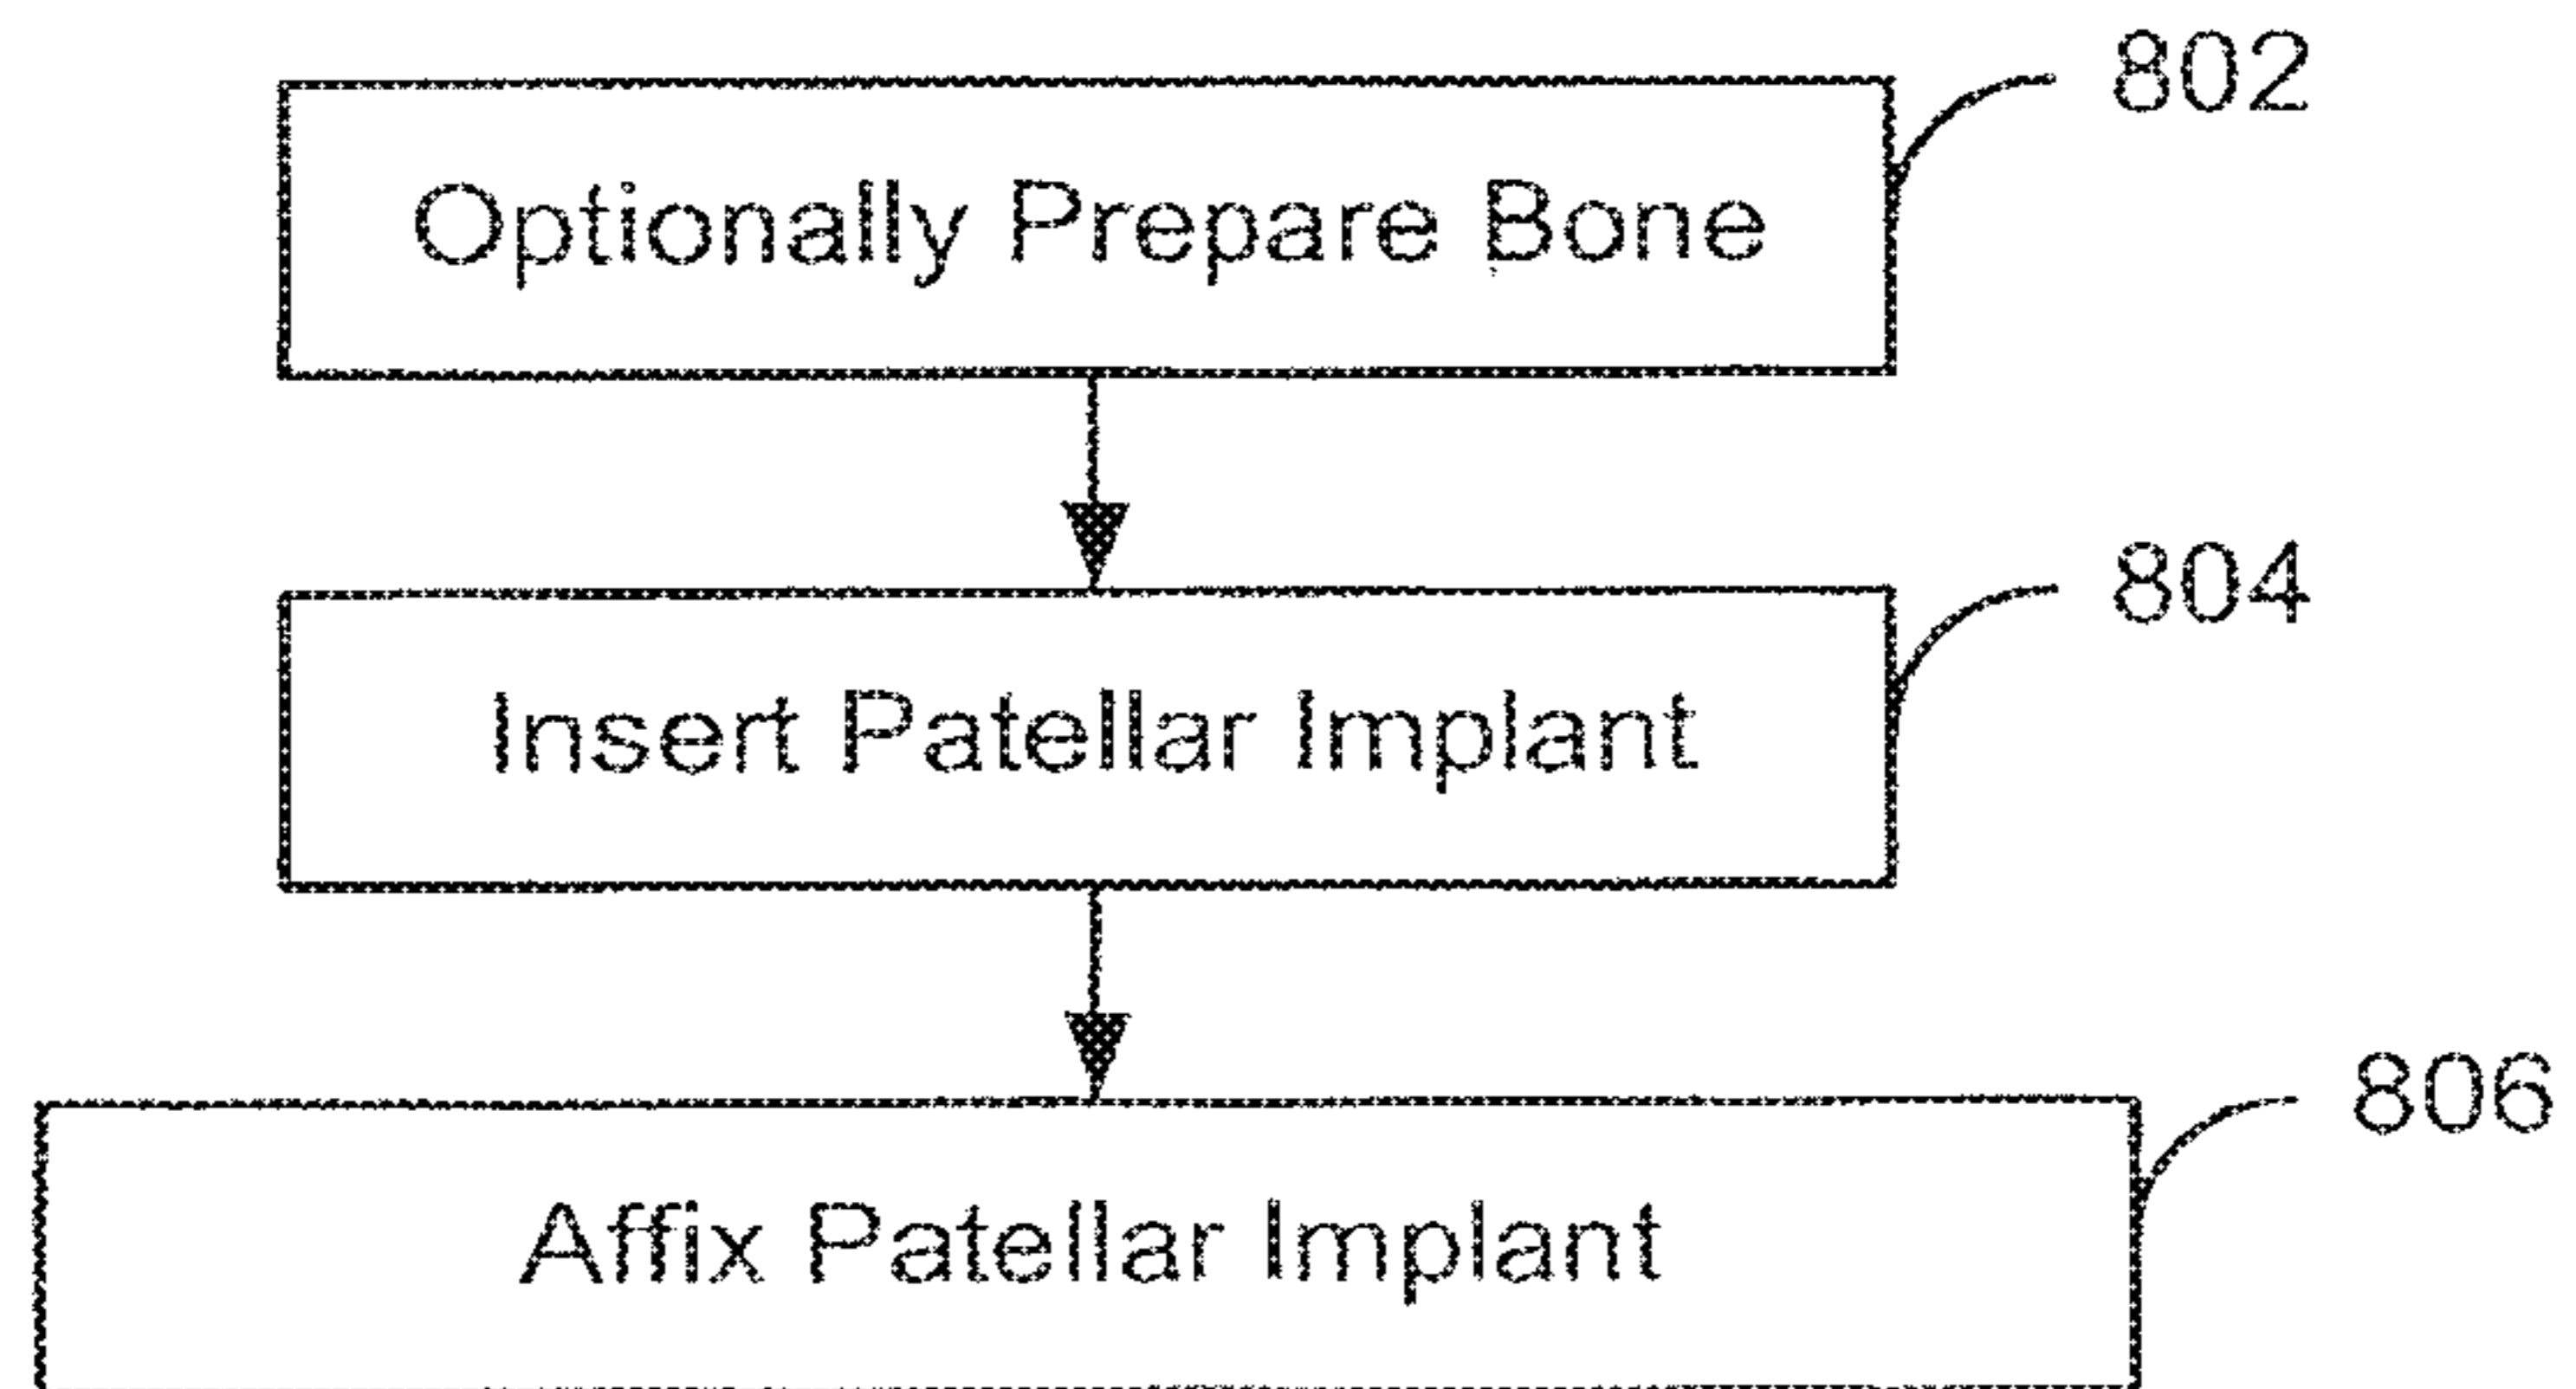 802
Optionally Prepare Bone
804
Insert Patellar Implant
806
Affix Patellar Implant